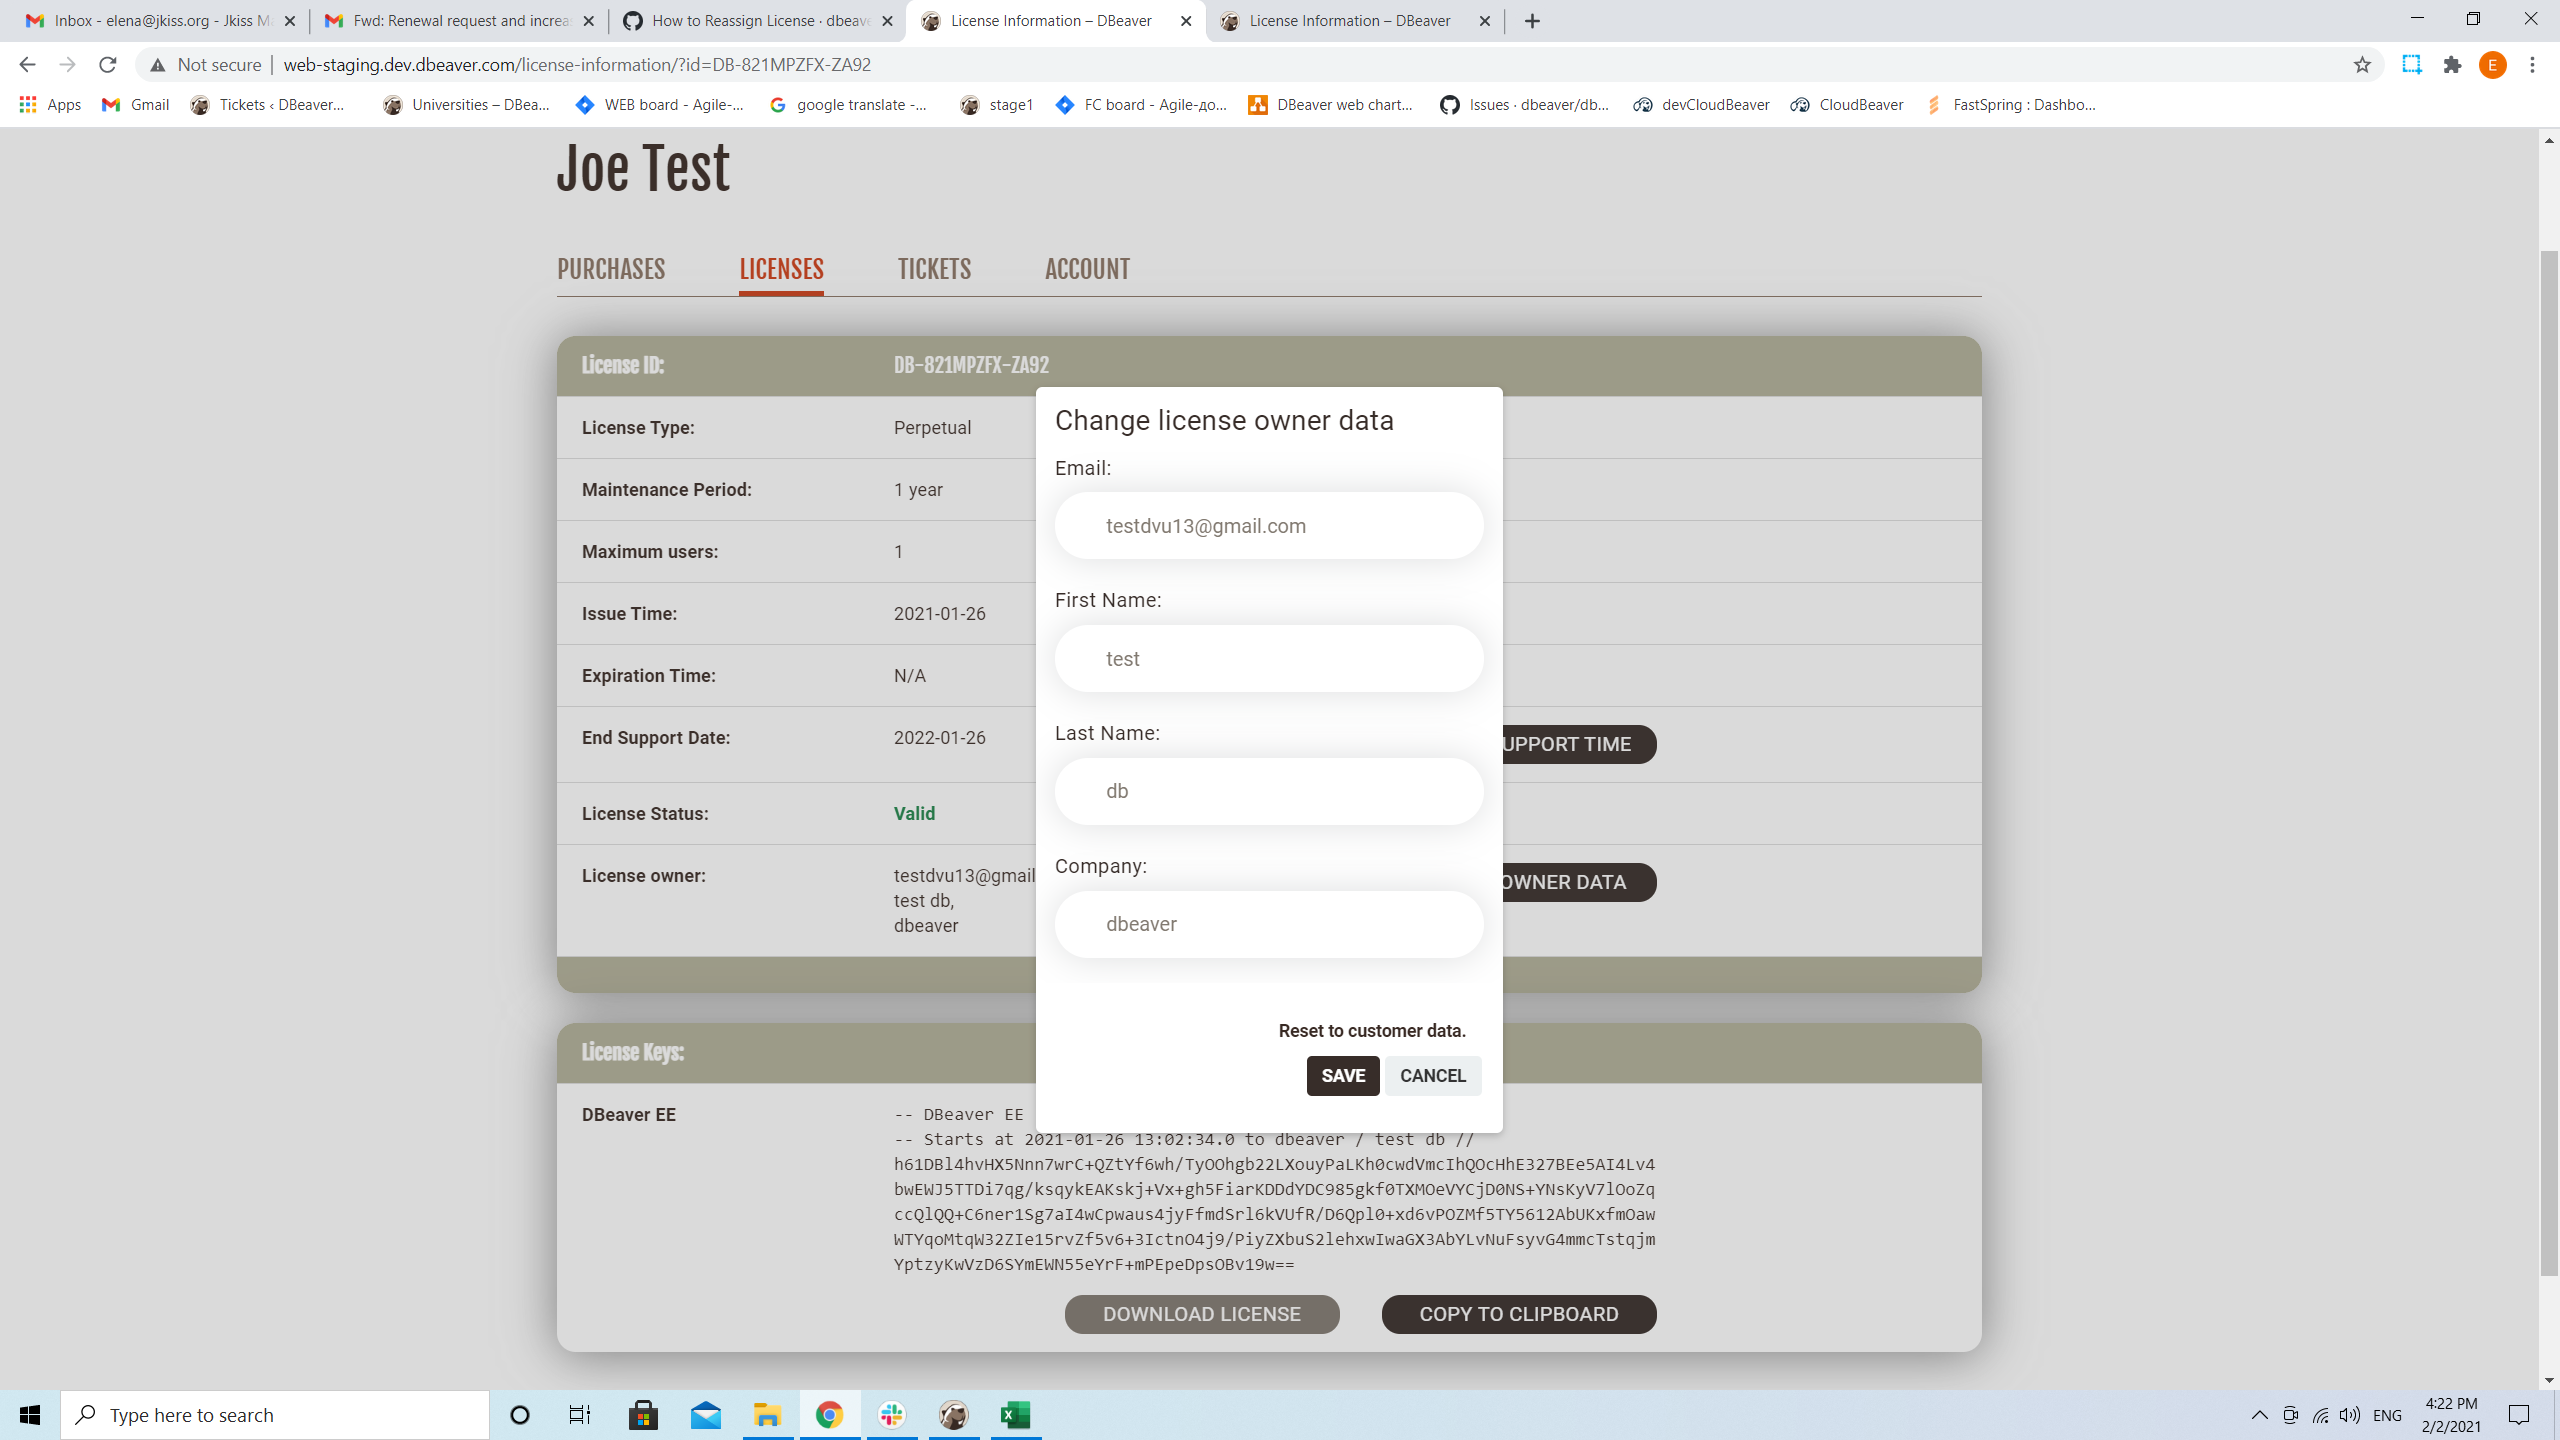 Inbox - elena@jkiss.org - Jkiss M
Fwd: Renewal request and increa
How to Reassign License · dbeave
License Information – DBeaver
License Information – DBeaver
Not secure
web-staging.dev.dbeaver.com/license-information/?id=DB-821MPZFX-ZA92
E
Apps
Gmail
Tickets ‹ DBeaver...
Universities – DBea...
WEB board - Agile-...
google translate -...
stage1
FC board - Agile-до...
DBeaver web chart...
Issues · dbeaver/db...
devCloudBeaver
CloudBeaver
FastSpring : Dashbo...
Joe Test
PURCHASES
LICENSES
TICKETS
ACCOUNT
License ID:
DB-821MPZFX-ZA92
License Type:
Perpetual
Maintenance Period:
1 year
Maximum users:
1
Issue Time:
2021-01-26
Expiration Time:
N/A
End Support Date:
2022-01-26
UPPORT TIME
License Status:
Valid
License owner:
testdvu13@gmail
test db,
dbeaver
OWNER DATA
Change license owner data
Email:
testdvu13@gmail.com
First Name:
test
Last Name:
db
Company:
dbeaver
Reset to customer data.
SAVE
CANCEL
License Keys:
DBeaver EE
-- DBeaver EE
-- Starts at 2021-01-26 13:02:34.0 to dbeaver / test db //
h61DBl4hvHX5Nnn7wrC+QZtYf6wh/TyOOhgb22LXouyPaLKh0cwdVmcIhQOcHhE327BEe5AI4Lv4
bwEWJ5TTDi7qg/ksqykEAKskj+Vx+gh5FiarKDDdYDC985gkf0TXMOeVYCjD0NS+YNsKyV7lOoZq
ccQlQQ+C6ner1Sg7aI4wCpwaus4jyFfmdSrl6kVUfR/D6Qpl0+xd6vPOZMf5TY5612AbUKxfmOaw
WTYqoMtqW32ZIe15rvZf5v6+3IctnO4j9/PiyZXbuS2lehxwIwaGX3AbYLvNuFsyvG4mmcTstqjm
YptzyKwVzD6SYmEWN55eYrF+mPEpeDpsOBv19w==
DOWNLOAD LICENSE
COPY TO CLIPBOARD
Type here to search
ENG
4:22 PM
2/2/2021